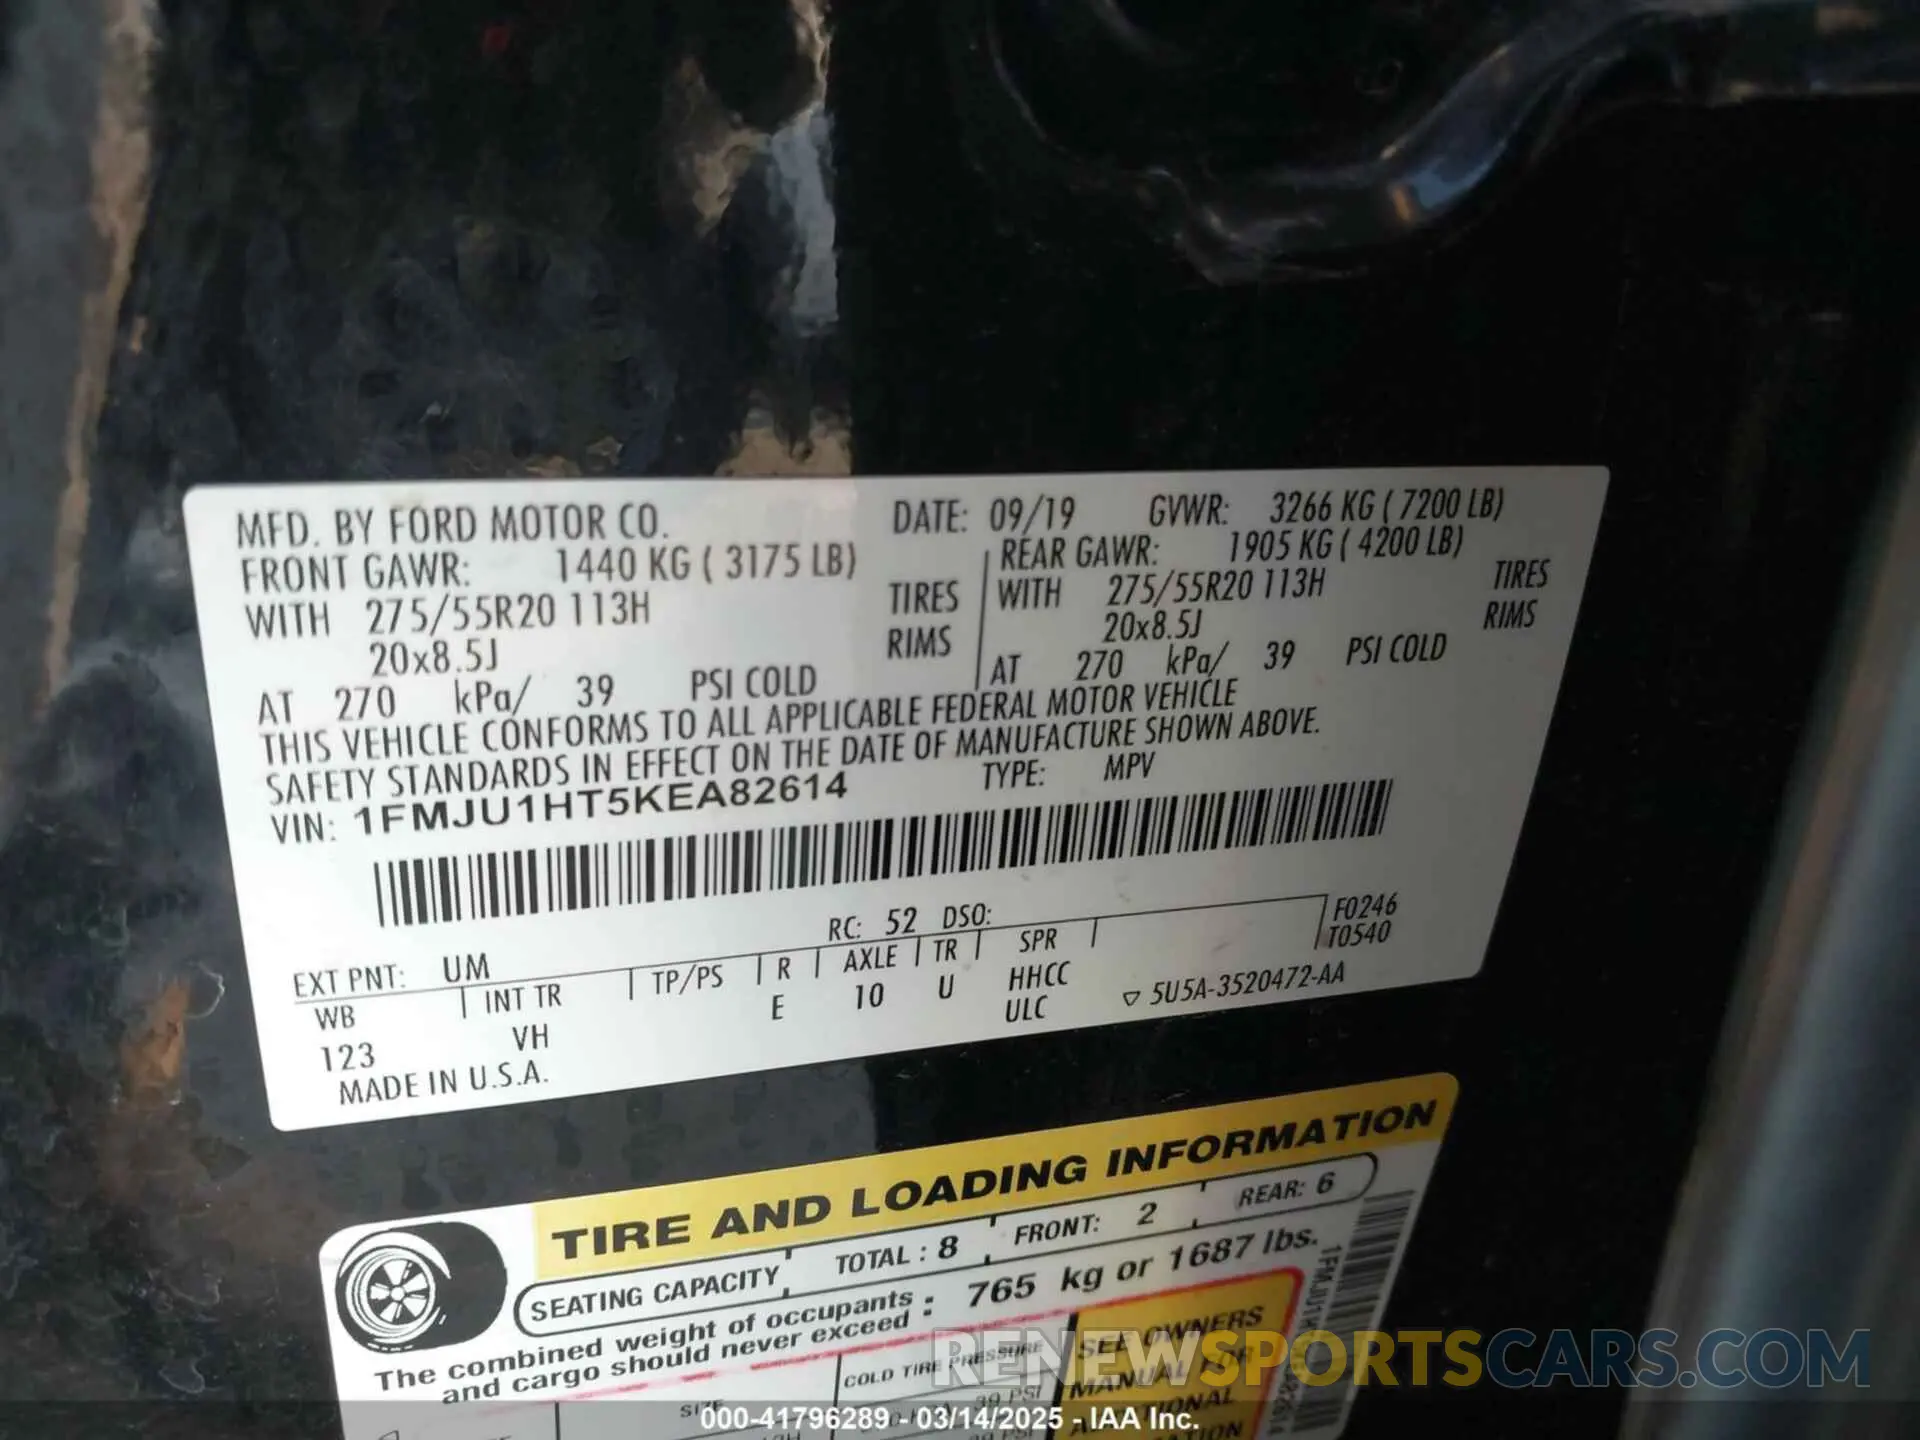 MFD. BY FORD MOTOR CO. DATE: 09/19 GVWR: 3266 KG ( 7200 LB)
FRONT GAWR: 1440 KG ( 3175 LB) REAR GAWR: 1905 KG ( 4200 LB)
WITH 275/55R20 113H TIRES WITH 275/55R20 113H TIRES
20x8.5J RIMS 20x8.5J RIMS
AT 270 kPa/ 39 PSI COLD AT 270 kPa/ 39 PSI COLD
THIS VEHICLE CONFORMS TO ALL APPLICABLE FEDERAL MOTOR VEHICLE
SAFETY STANDARDS IN EFFECT ON THE DATE OF MANUFACTURE SHOWN ABOVE.
VIN: 1FMJU1HT5KEA82614 TYPE: MPV
EXT PNT: UM RC: 52 DSO: F0246
T0540
WB INT TR TP/PS R AXLE TR SPR
123 VH E 10 U HHCC
ULC
▽ 5U5A-3520472-AA
MADE IN U.S.A.
TIRE AND LOADING INFORMATION
SEATING CAPACITY TOTAL : 8 FRONT: 2 REAR: 6
The combined weight of occupants
and cargo should never exceed : 765 kg or 1687 lbs.
COLD TIRE PRESSURE
SEE OWNERS
MANUAL FOR
SIZE
39 PSI
RENEWSPORTSCARS.COM
000-41796289 - 03/14/2025 - IAA Inc.